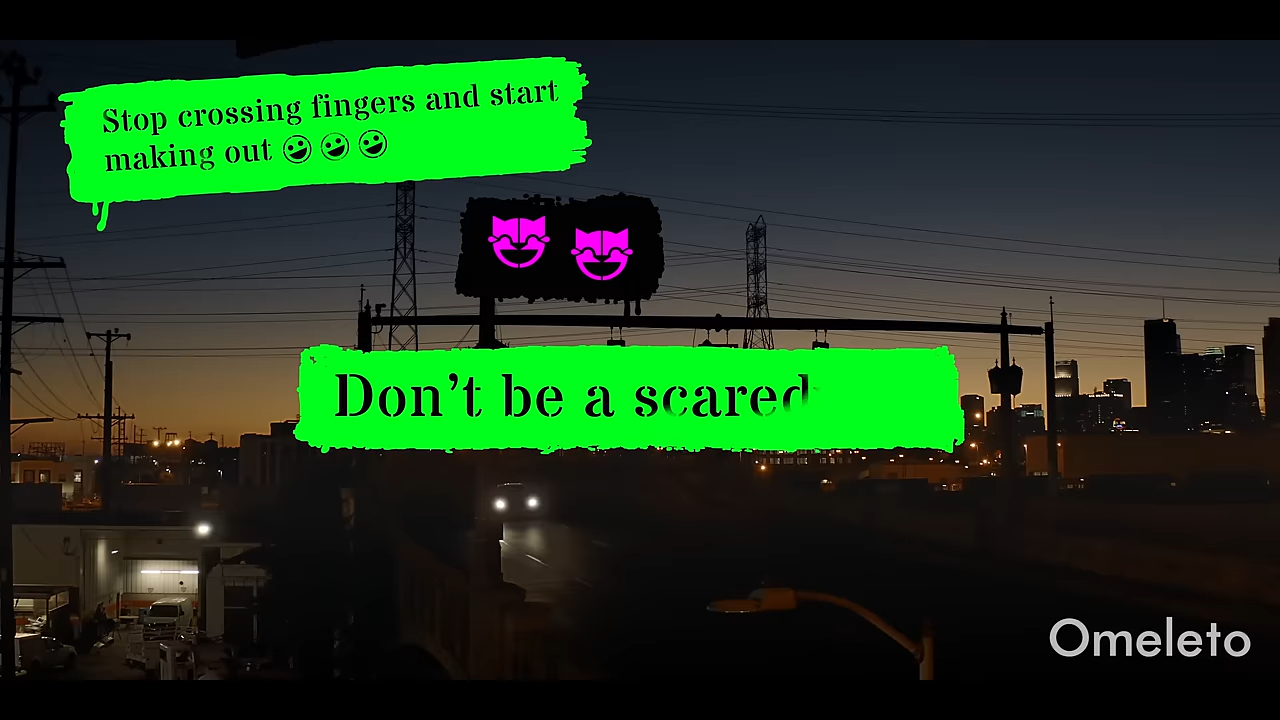 Stop crossing fingers and start
making out 😃 😃 😃
😹 😹
Don’t be a scared
Omeleto